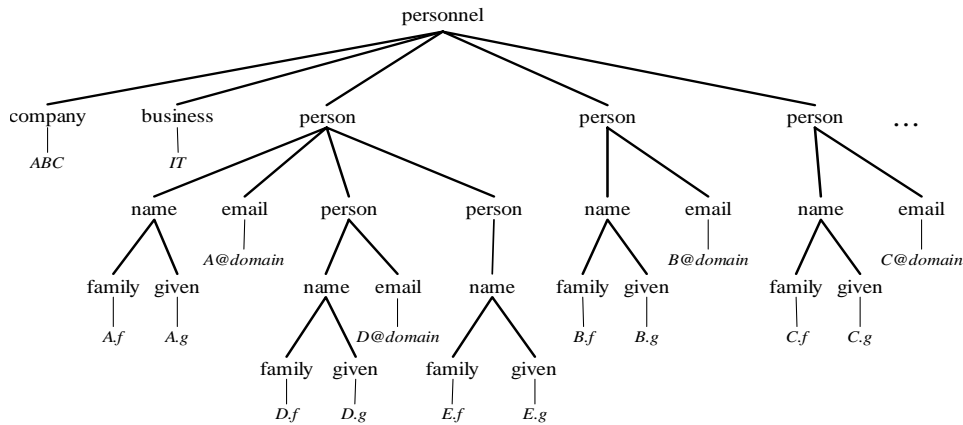 personnel
company business person person person ...
ABC IT
name email person person name email name email
A@domain B@domain C@domain
family given name email name family given family given
A.f A.g D@domain B.f B.g C.f C.g
family given family given
D.f D.g E.f E.g